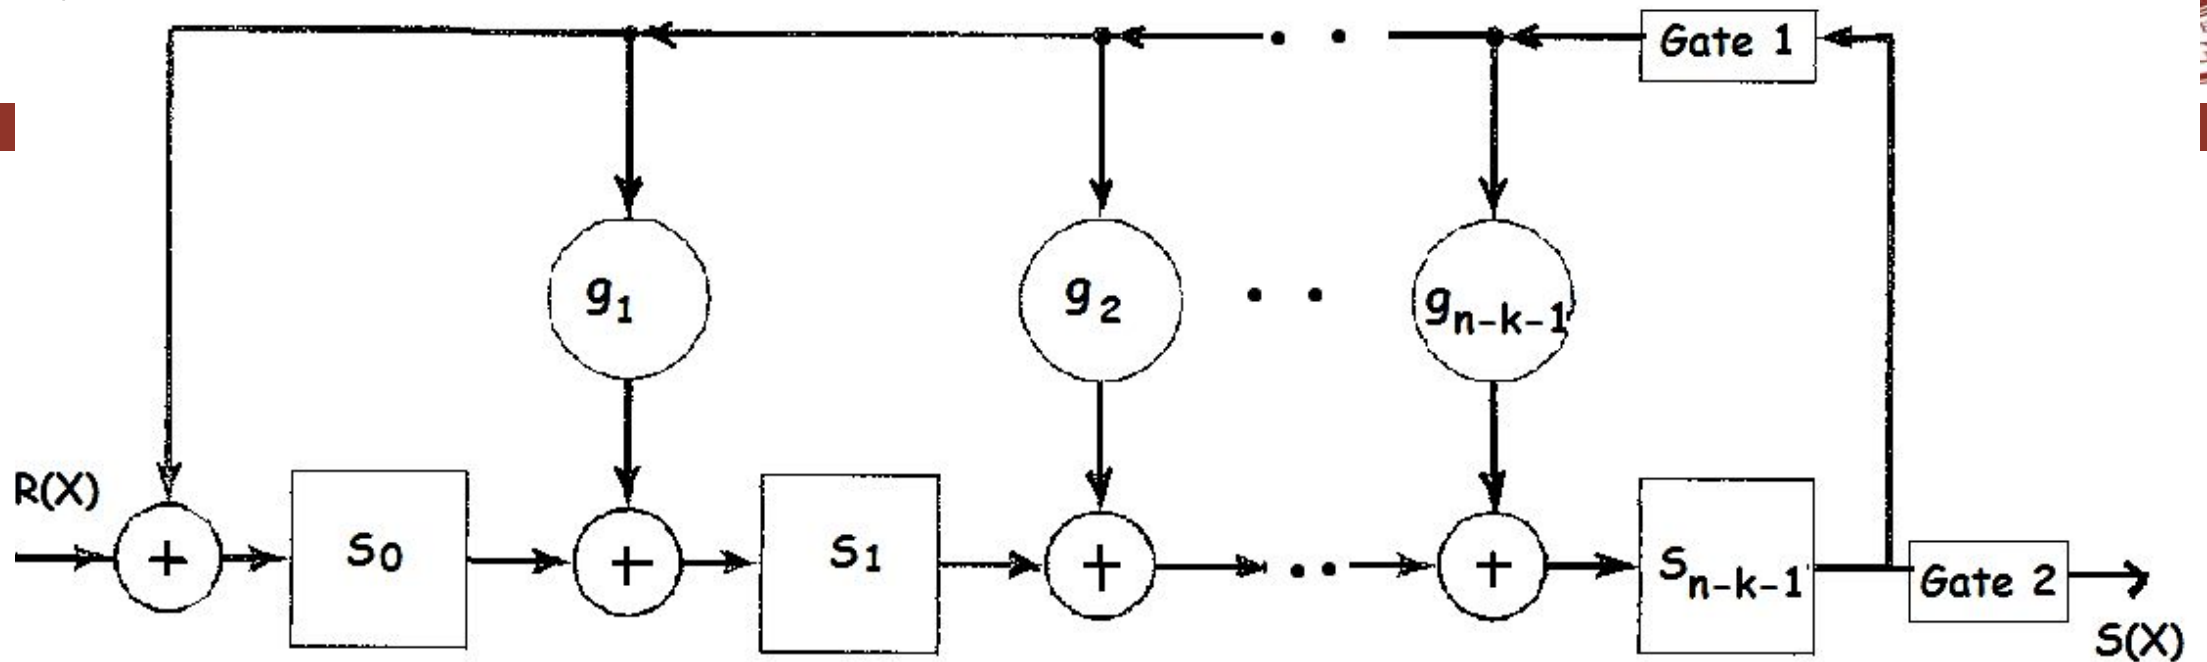 Gate 1
g1
g2
gn-k-1
R(X)
+
S0
+
S1
+
+
Sn-k-1
Gate 2
S(X)